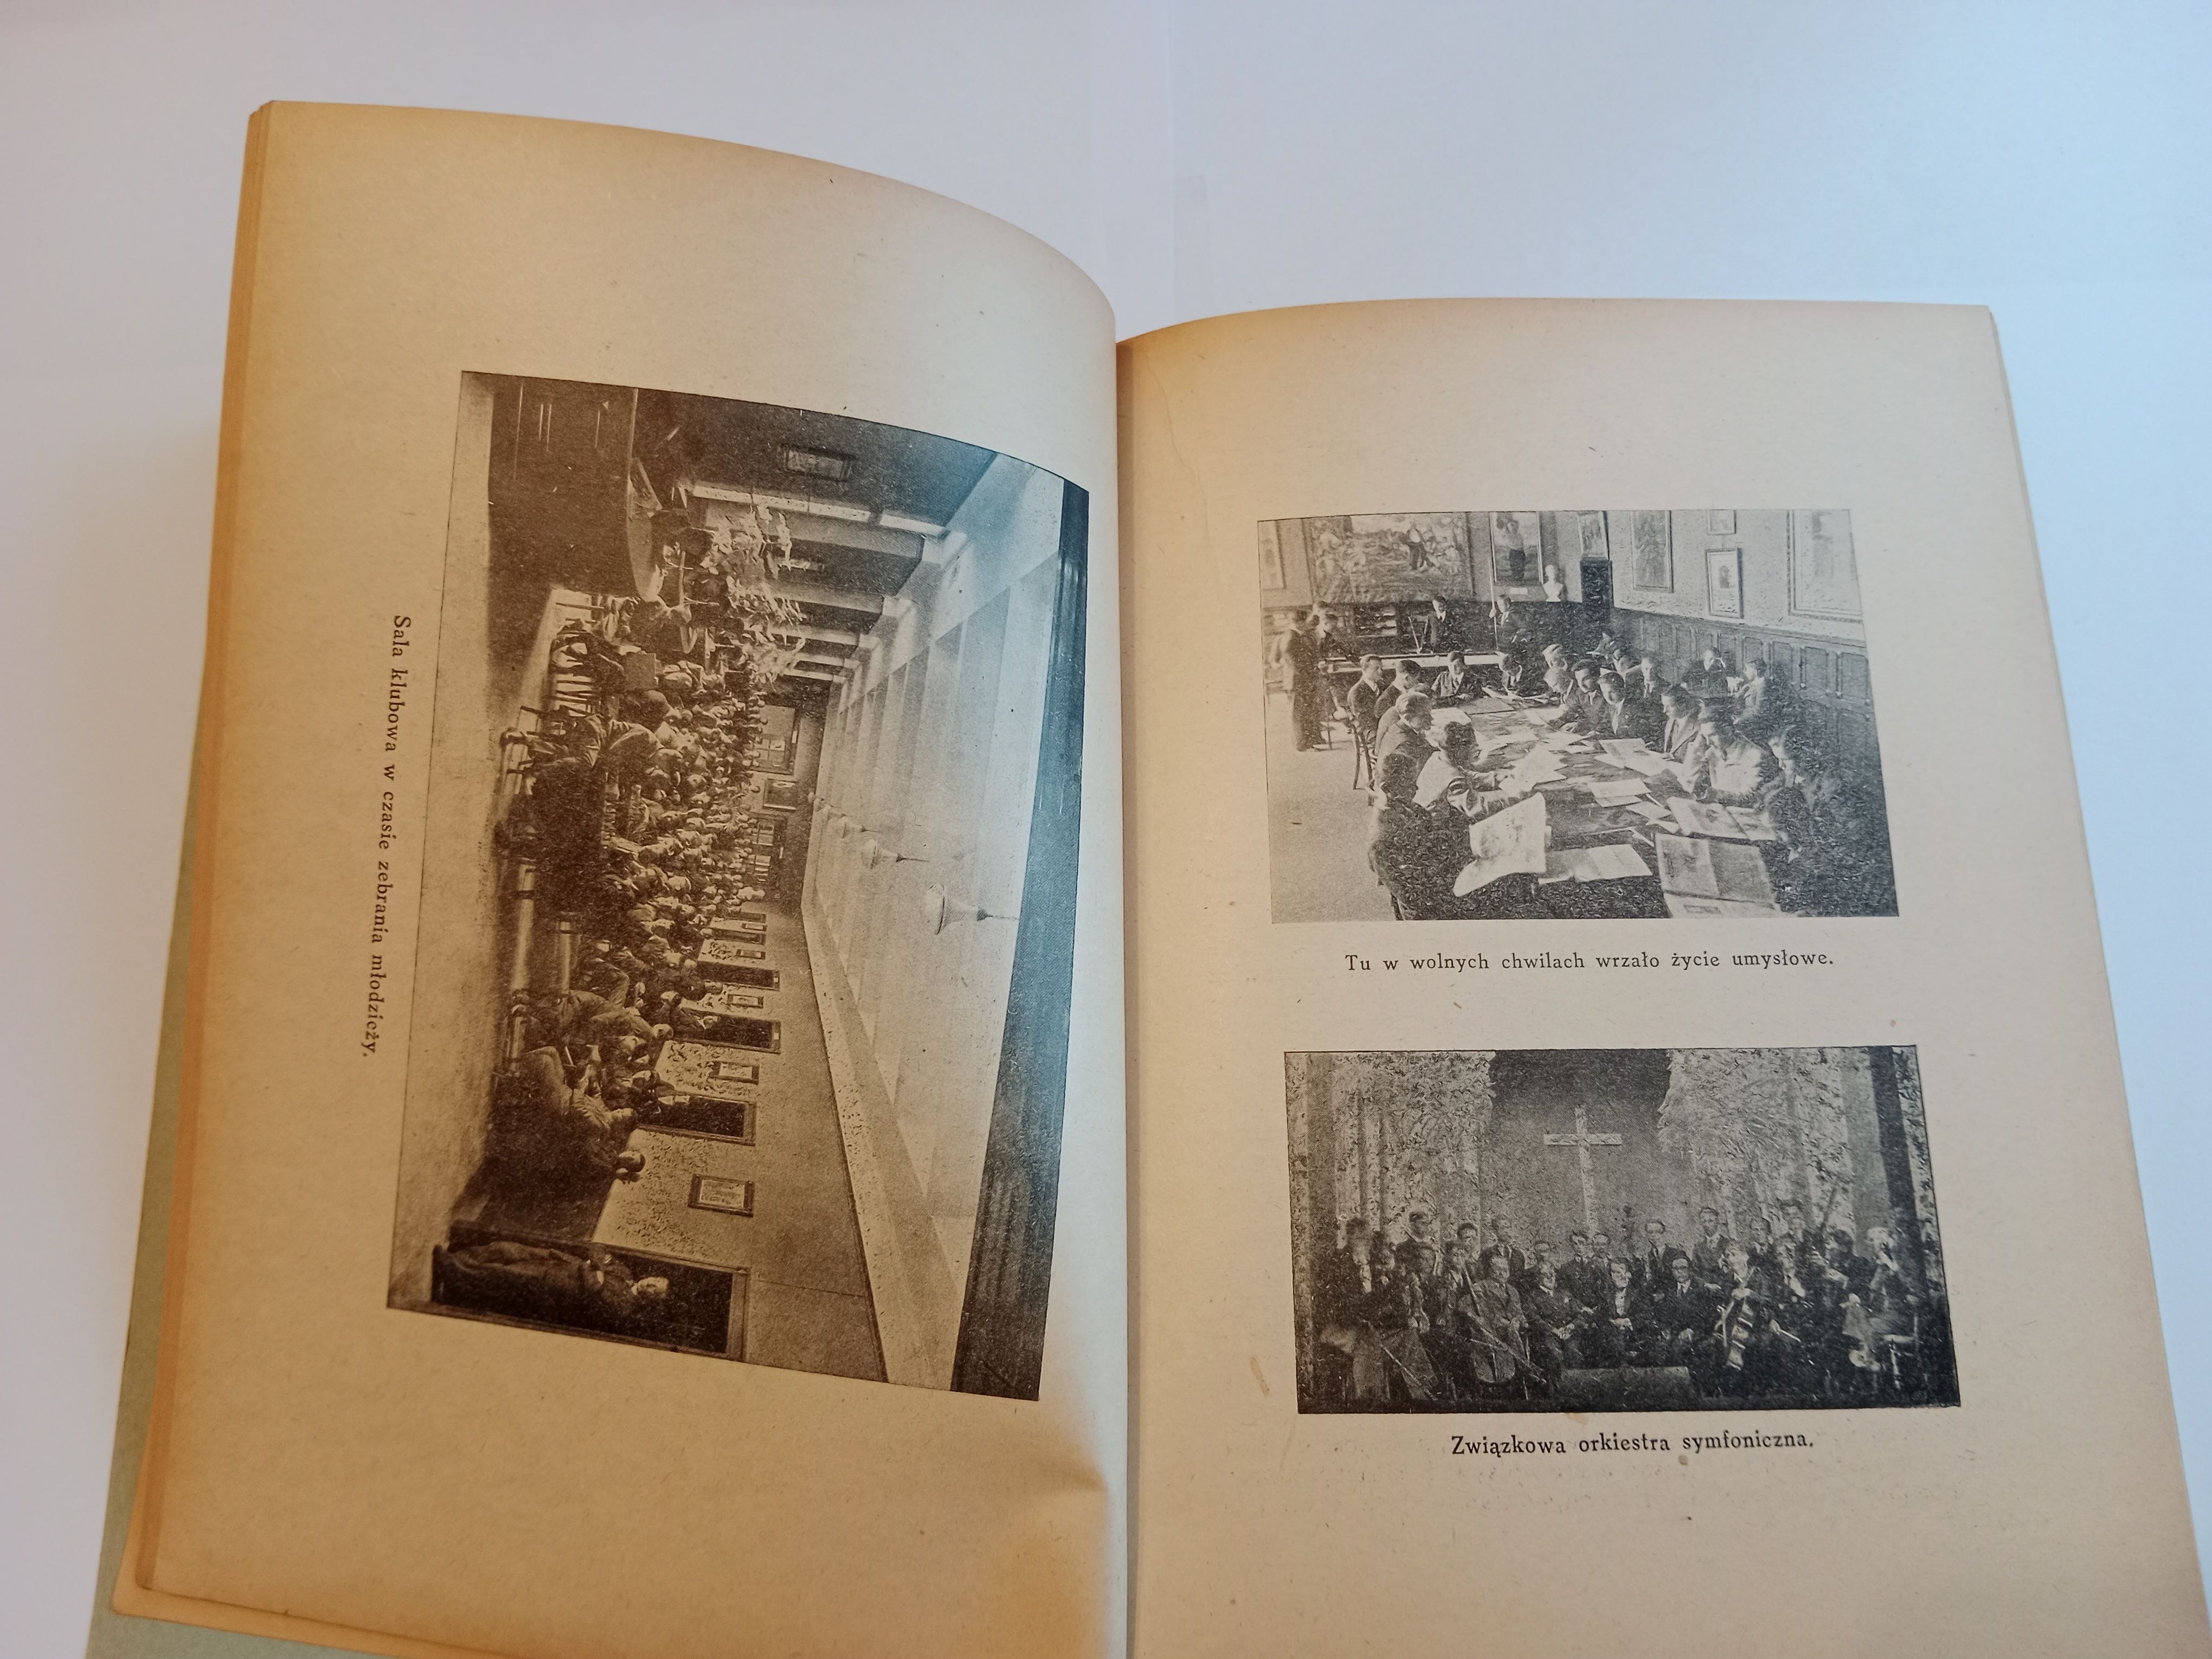 Sala klubowa w czasie zebrania młodzieży.
Tu w wolnych chwilach wrzało życie umysłowe.
Związkowa orkiestra symfoniczna.